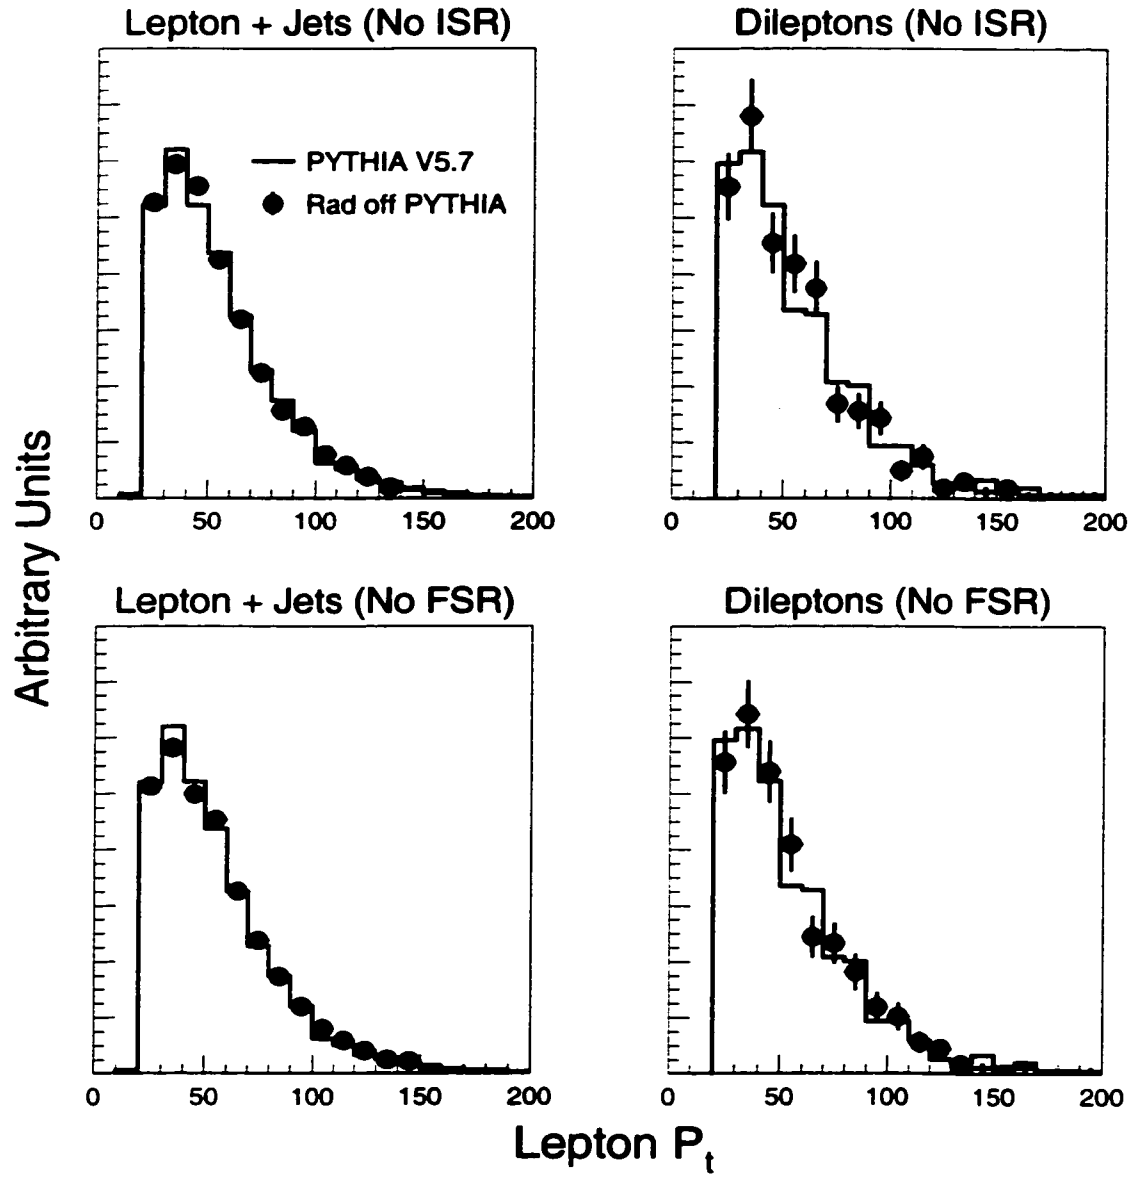 Lepton + Jets (No ISR)
Dileptons (No ISR)
PYTHIA V5.7
Rad off PYTHIA
0 50 100 150 200
0 50 100 150 200
Arbitrary Units
Lepton + Jets (No FSR)
Dileptons (No FSR)
0 50 100 150 200
0 50 100 150 200
Lepton Pt